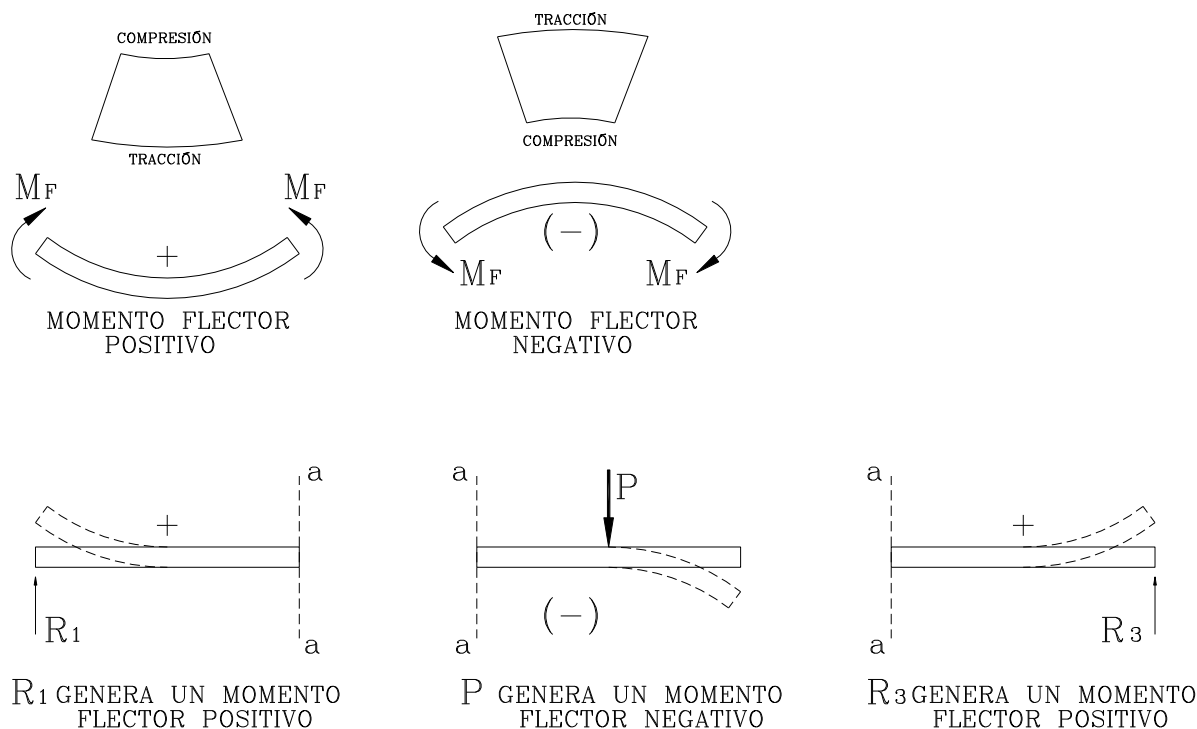 COMPRESIÓN
TRACCIÓN
MF
MF
+
MOMENTO FLECTOR
POSITIVO
TRACCIÓN
COMPRESIÓN
(-)
MF
MF
MOMENTO FLECTOR
NEGATIVO
a
+
R1
a
R1 GENERA UN MOMENTO
FLECTOR POSITIVO
a
P
(-)
a
P GENERA UN MOMENTO
FLECTOR NEGATIVO
a
+
R3
a
R3 GENERA UN MOMENTO
FLECTOR POSITIVO